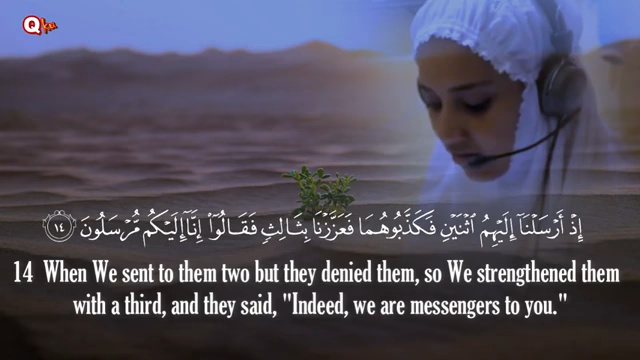 Q
إِذْ أَرْسَلْنَآ إِلَيْهِمُ ٱثْنَيْنِ فَكَذَّبُوهُمَا فَعَزَّزْنَا بِثَالِثٍ فَقَالُوٓا۟ إِنَّآ إِلَيْكُم مُّرْسَلُونَ ١٤
14 When We sent to them two but they denied them, so We strengthened them
with a third, and they said, "Indeed, we are messengers to you."